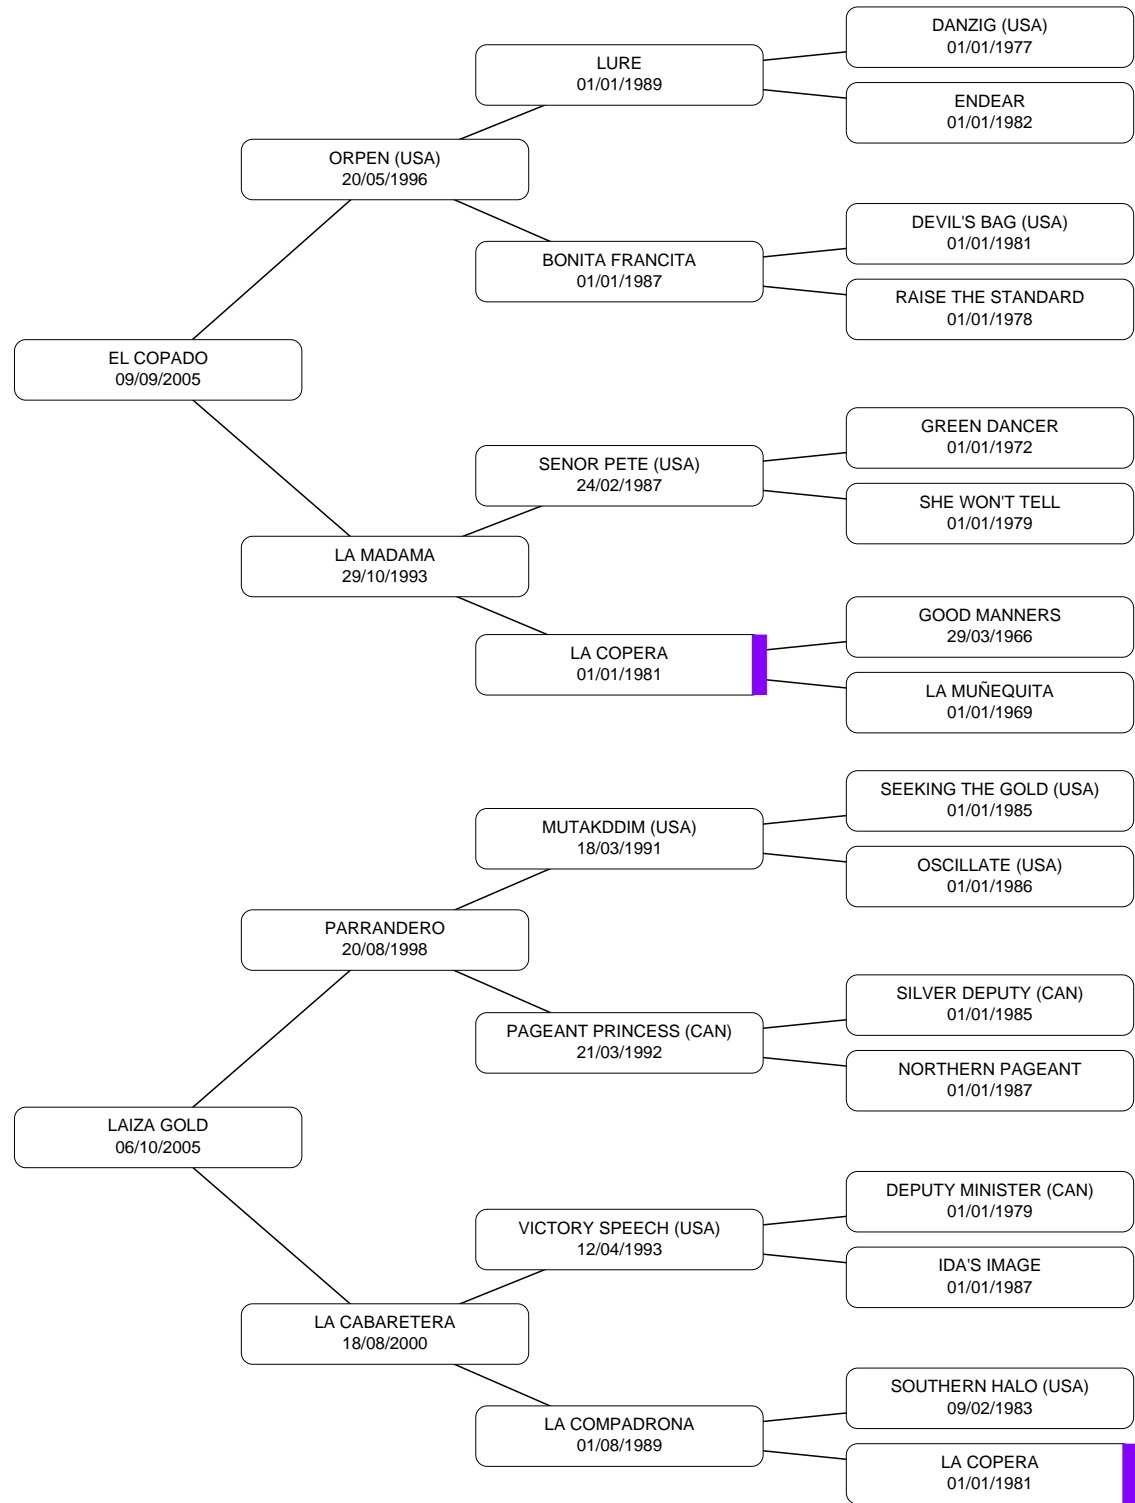 DANZIG (USA)
01/01/1977
LURE
01/01/1989
ENDEAR
01/01/1982
ORPEN (USA)
20/05/1996
DEVIL'S BAG (USA)
01/01/1981
BONITA FRANCITA
01/01/1987
RAISE THE STANDARD
01/01/1978
EL COPADO
09/09/2005
GREEN DANCER
01/01/1972
SENOR PETE (USA)
24/02/1987
SHE WON'T TELL
01/01/1979
LA MADAMA
29/10/1993
GOOD MANNERS
29/03/1966
LA COPERA
01/01/1981
LA MUÑEQUITA
01/01/1969
SEEKING THE GOLD (USA)
01/01/1985
MUTAKDDIM (USA)
18/03/1991
OSCILLATE (USA)
01/01/1986
PARRANDERO
20/08/1998
SILVER DEPUTY (CAN)
01/01/1985
PAGEANT PRINCESS (CAN)
21/03/1992
NORTHERN PAGEANT
01/01/1987
LAIZA GOLD
06/10/2005
DEPUTY MINISTER (CAN)
01/01/1979
VICTORY SPEECH (USA)
12/04/1993
IDA'S IMAGE
01/01/1987
LA CABARETERA
18/08/2000
SOUTHERN HALO (USA)
09/02/1983
LA COMPADRONA
01/08/1989
LA COPERA
01/01/1981